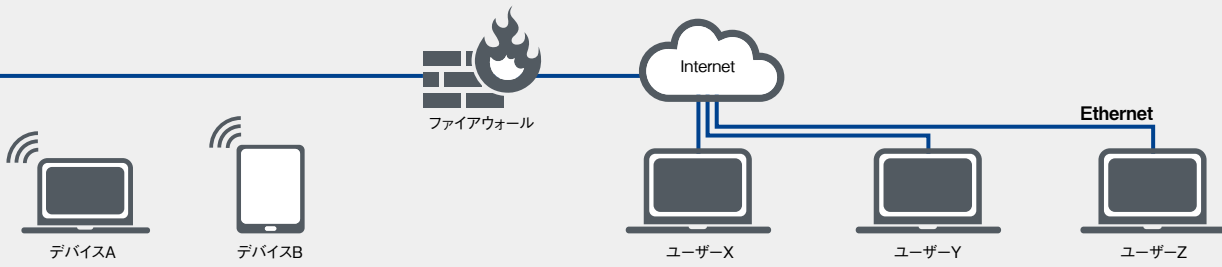 Internet
Ethernet
ファイアウォール
デバイスA
デバイスB
ユーザーX
ユーザーY
ユーザーZ